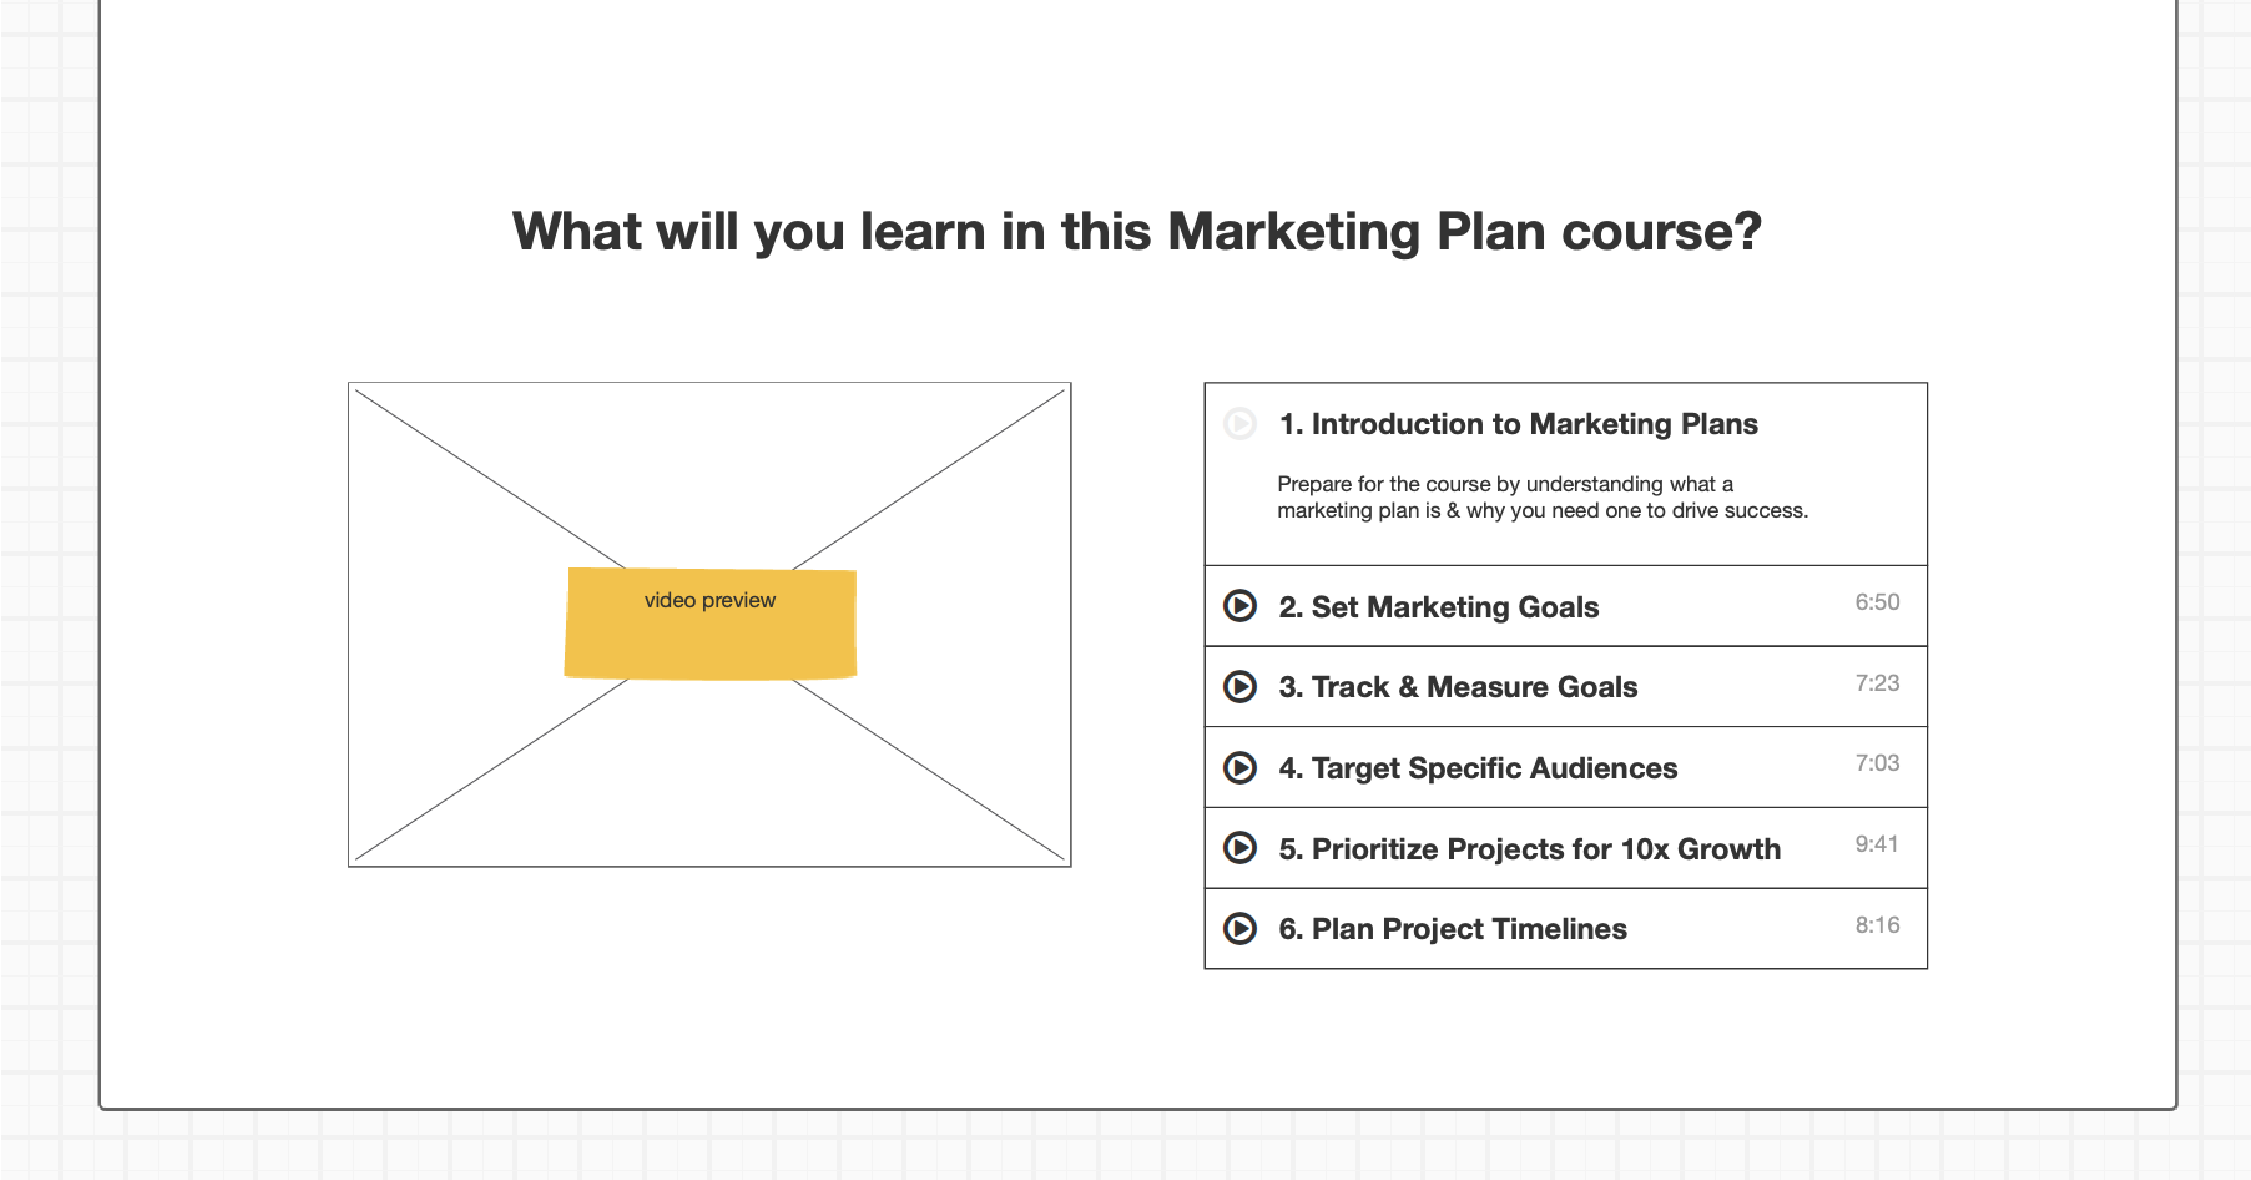 What will you learn in this Marketing Plan course?
video preview
1. Introduction to Marketing Plans
Prepare for the course by understanding what a
marketing plan is & why you need one to drive success.
2. Set Marketing Goals 6:50
3. Track & Measure Goals 7:23
4. Target Specific Audiences 7:03
5. Prioritize Projects for 10x Growth 9:41
6. Plan Project Timelines 8:16